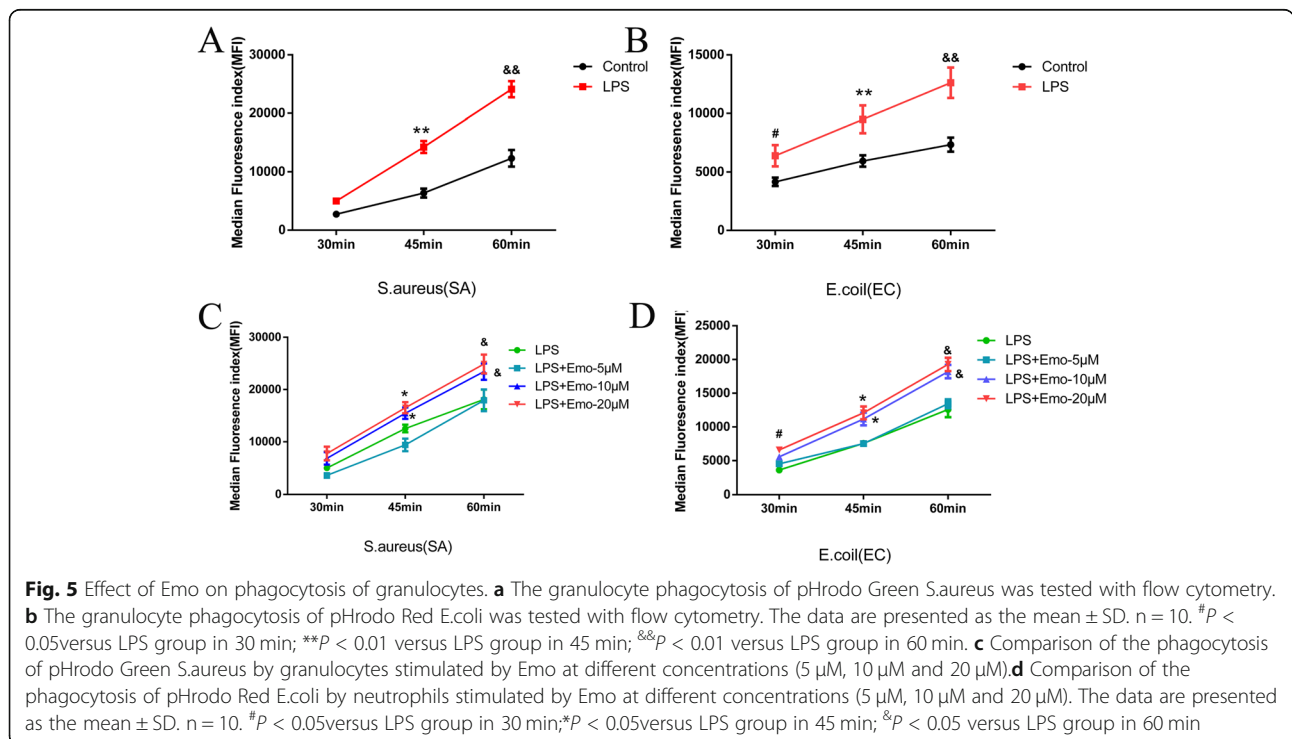 A
Median Fluoresence index(MFI)
30000
20000
10000
0
30min
45min
60min
**
&&
Control
LPS
S.aureus(SA)
B
Median Fluoresence index(MFI)
15000
10000
5000
0
30min
45min
60min
#
**
&&
Control
LPS
E.coil(EC)
C
Median Fluoresence index(MFI)
30000
20000
10000
0
30min
45min
60min
*
*
&
&
LPS
LPS+Emo-5μM
LPS+Emo-10μM
LPS+Emo-20μM
S.aureus(SA)
D
Median Fluoresence index(MFI)
25000
20000
15000
10000
5000
0
30min
45min
60min
#
*
*
&
&
LPS
LPS+Emo-5μM
LPS+Emo-10μM
LPS+Emo-20μM
E.coil(EC)
Fig. 5 Effect of Emo on phagocytosis of granulocytes. a The granulocyte phagocytosis of pHrodo Green S.aureus was tested with flow cytometry.
b The granulocyte phagocytosis of pHrodo Red E.coli was tested with flow cytometry. The data are presented as the mean ± SD. n = 10. #P <
0.05versus LPS group in 30 min; **P < 0.01 versus LPS group in 45 min; &&P < 0.01 versus LPS group in 60 min. c Comparison of the phagocytosis
of pHrodo Green S.aureus by granulocytes stimulated by Emo at different concentrations (5 μM, 10 μM and 20 μM).d Comparison of the
phagocytosis of pHrodo Red E.coli by neutrophils stimulated by Emo at different concentrations (5 μM, 10 μM and 20 μM). The data are presented
as the mean ± SD. n = 10. #P < 0.05versus LPS group in 30 min;*P < 0.05versus LPS group in 45 min; &P < 0.05 versus LPS group in 60 min